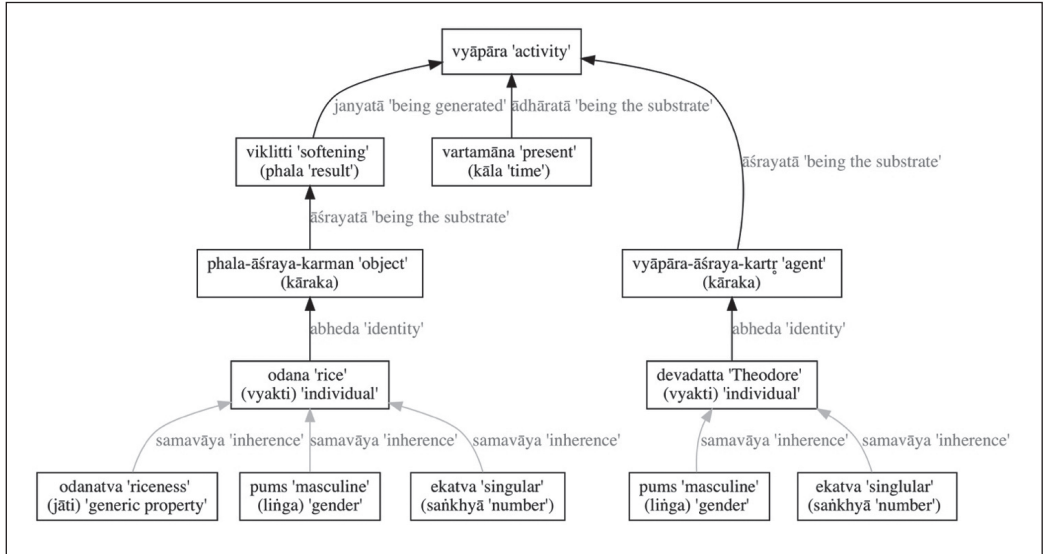 vyāpāra 'activity'
janyatā 'being generated'
ādhāratā 'being the substrate'
viklitti 'softening'
(phala 'result')
vartamāna 'present'
(kāla 'time')
āśrayatā 'being the substrate'
āśrayatā 'being the substrate'
phala-āśraya-karman 'object'
(kāraka)
vyāpāra-āśraya-kartr̥ 'agent'
(kāraka)
abheda 'identity'
abheda 'identity'
odana 'rice'
(vyakti) 'individual'
devadatta 'Theodore'
(vyakti) 'individual'
samavāya 'inherence'
samavāya 'inherence'
samavāya 'inherence'
samavāya 'inherence'
samavāya 'inherence'
odanatva 'riceness'
(jāti) 'generic property'
pums 'masculine'
(liṅga) 'gender'
ekatva 'singular'
(saṅkhyā 'number')
pums 'masculine'
(liṅga) 'gender'
ekatva 'singlular'
(saṅkhyā 'number')